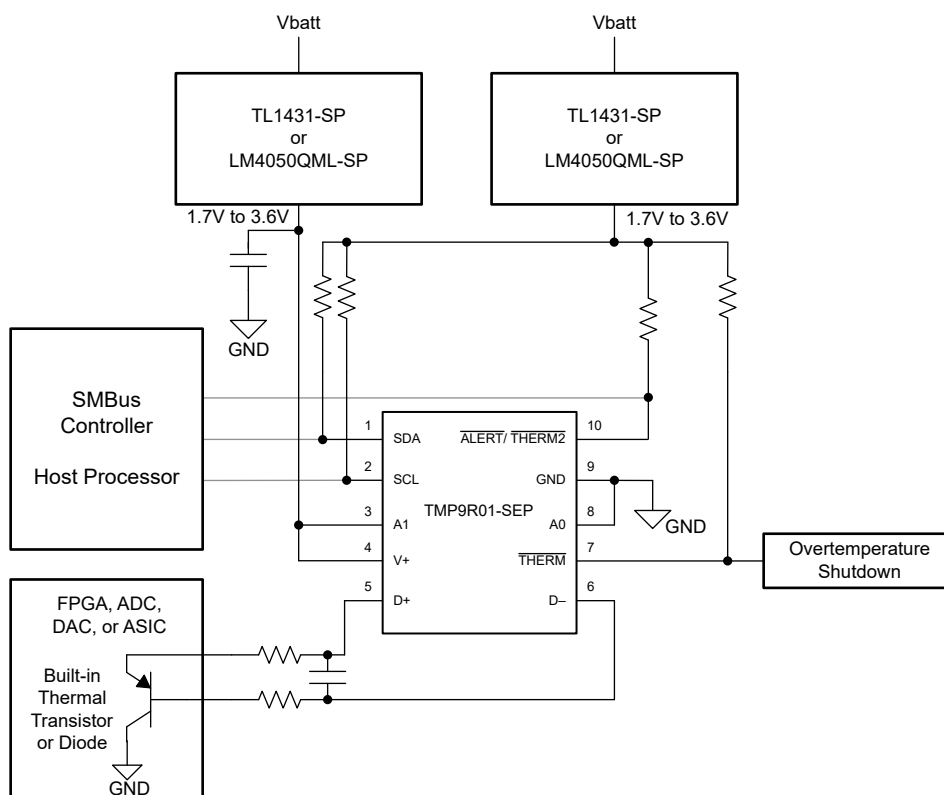 Vbatt
Vbatt
TL1431-SP
or
LM4050QML-SP
TL1431-SP
or
LM4050QML-SP
1.7V to 3.6V
1.7V to 3.6V
GND
SMBus
Controller
Host Processor
1
SDA
ALERT/ THERM2
10
2
SCL
GND
9
TMP9R01-SEP
3
A1
A0
8
GND
4
V+
THERM
7
5
D+
D–
6
Overtemperature
Shutdown
FPGA, ADC,
DAC, or ASIC
Built-in
Thermal
Transistor
or Diode
GND